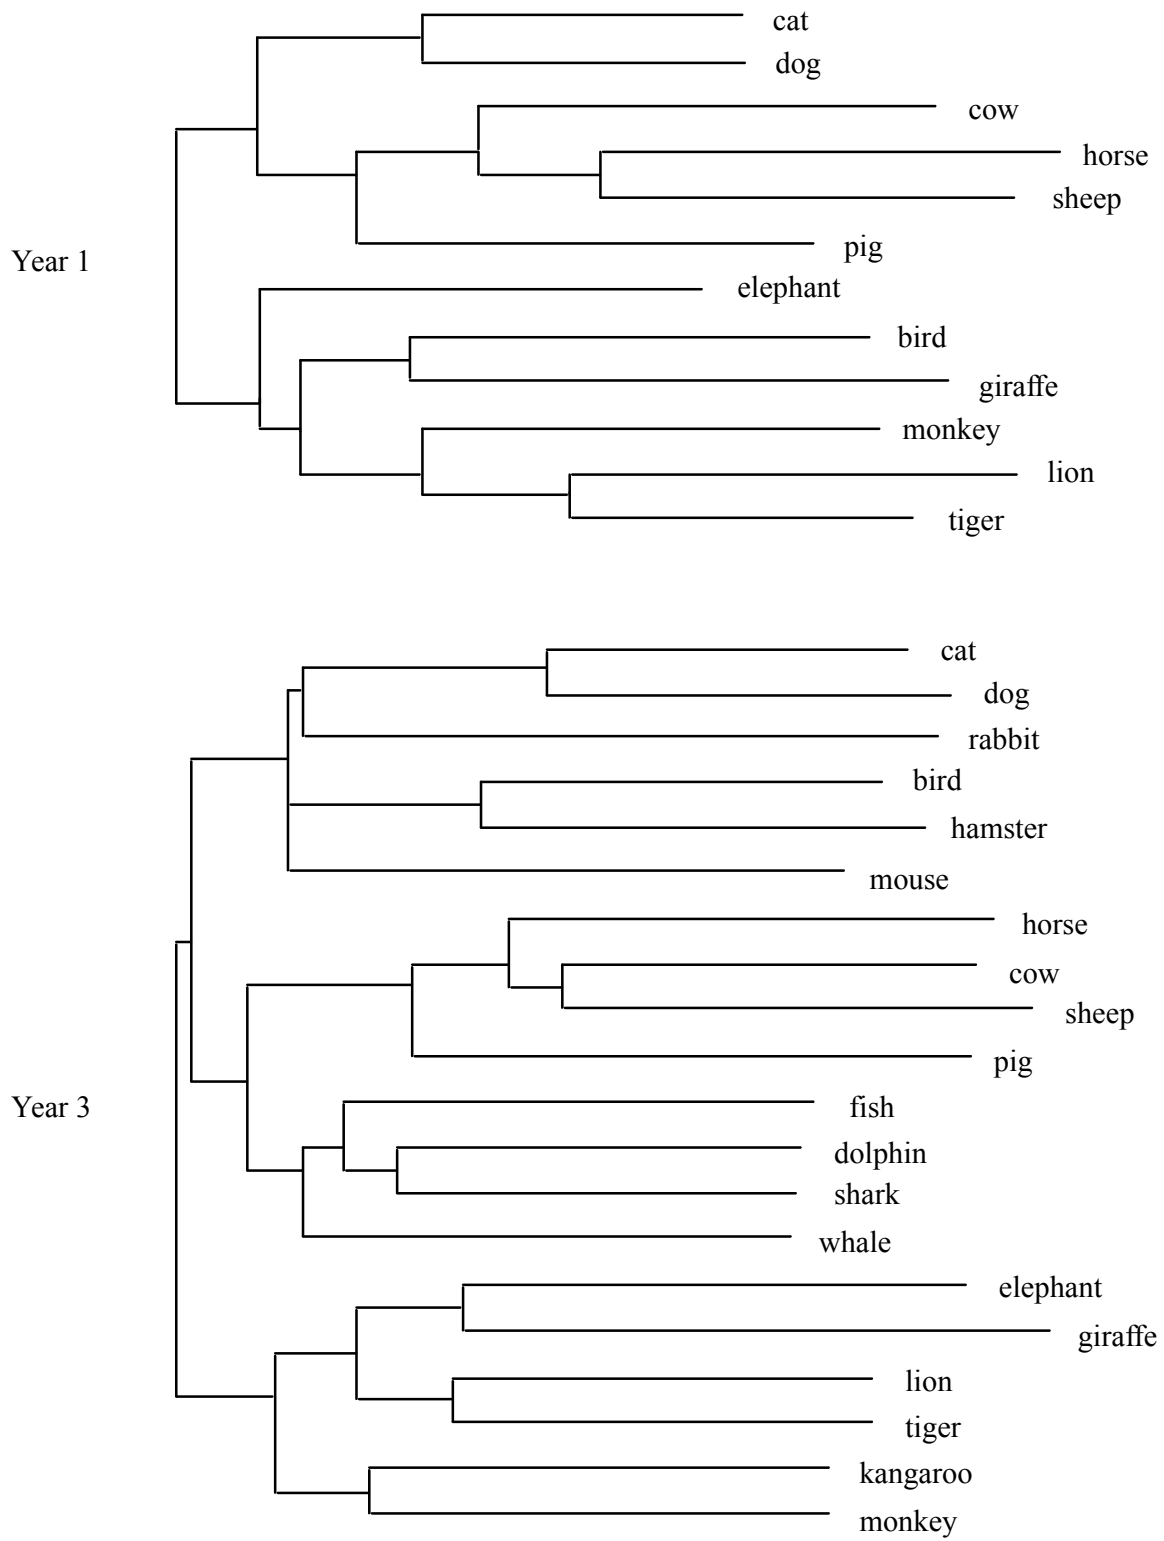 cat
dog
cow
horse
sheep
pig
Year 1
elephant
bird
giraffe
monkey
lion
tiger
cat
dog
rabbit
bird
hamster
mouse
horse
cow
sheep
pig
Year 3
fish
dolphin
shark
whale
elephant
giraffe
lion
tiger
kangaroo
monkey